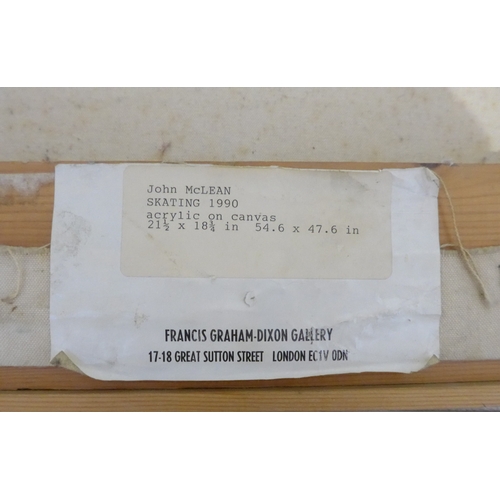 John McLEAN
SKATING 1990
acrylic on canvas
21½ x 18¾ in  54.6 x 47.6 in
FRANCIS GRAHAM-DIXON GALLERY
17-18 GREAT SUTTON STREET  LONDON EC1V 0DN